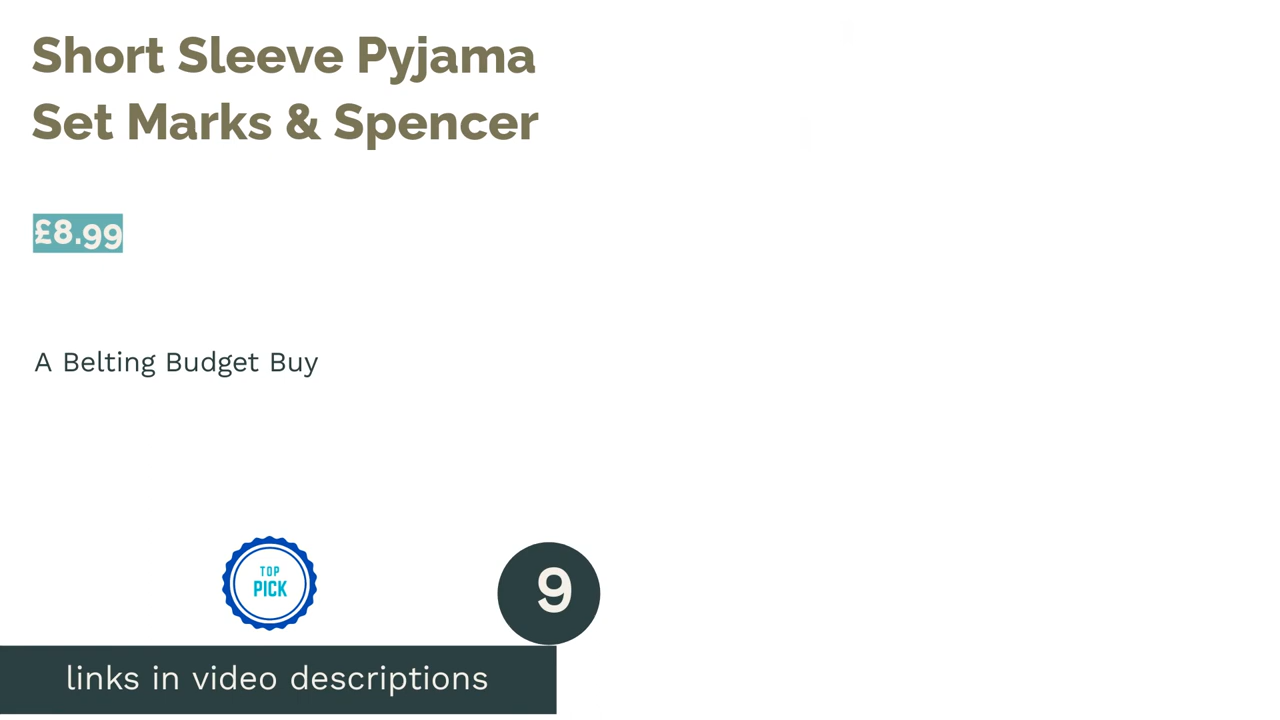 Short Sleeve Pyjama
Set Marks & Spencer
£8.99
A Belting Budget Buy
TOP
PICK
9
links in video descriptions